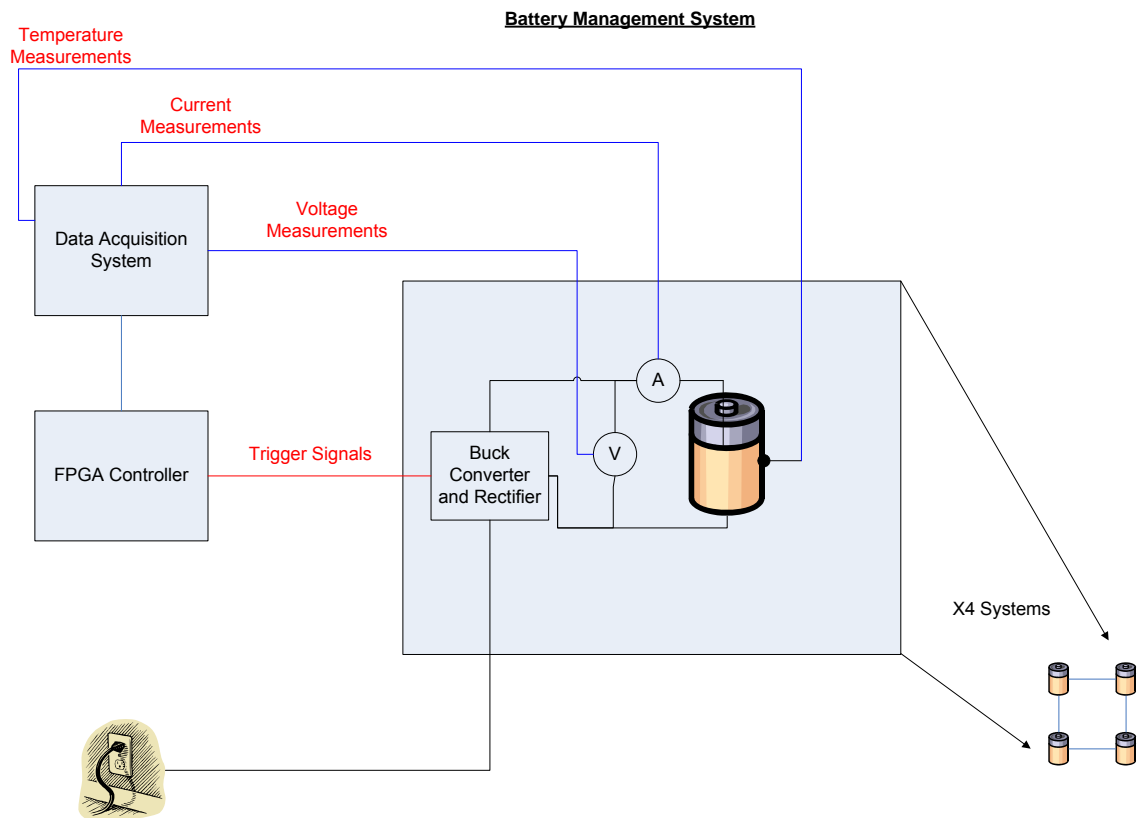 Battery Management System
Temperature
Measurements
Current
Measurements
Voltage
Measurements
Data Acquisition
System
A
V
Buck
Converter
and Rectifier
Trigger Signals
FPGA Controller
X4 Systems